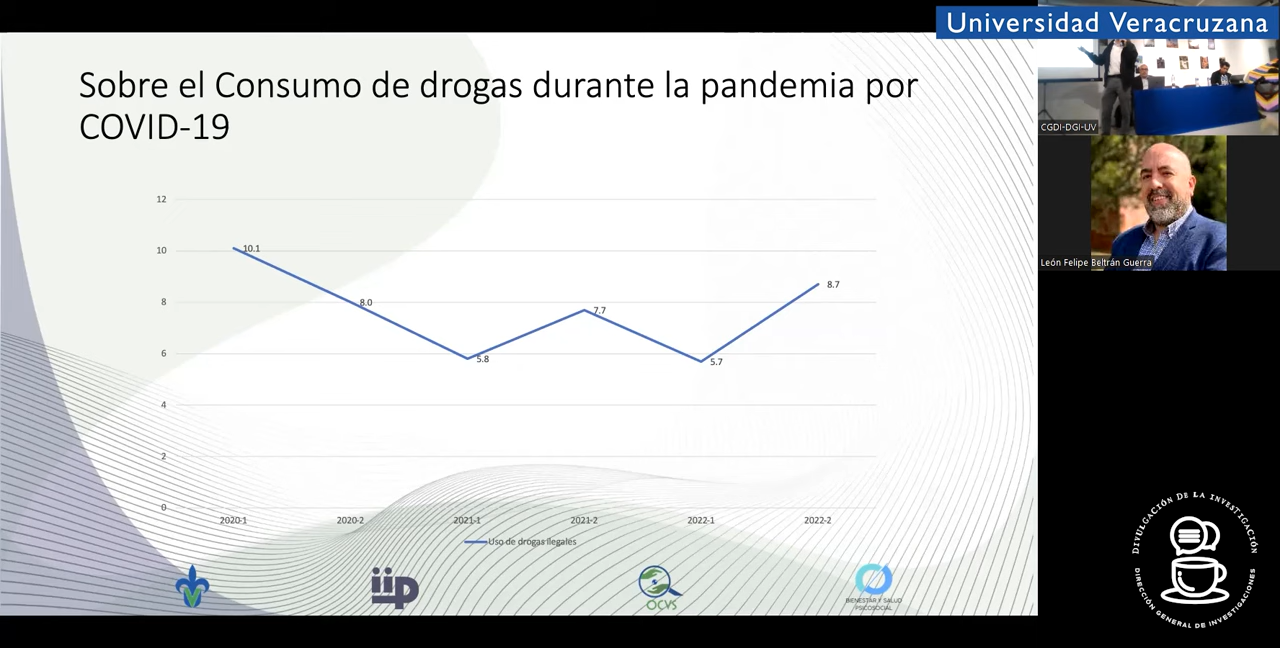 Universidad Veracruzana
Sobre el Consumo de drogas durante la pandemia por
COVID-19
CGDI-DGI-UV
León Felipe Beltrán Guerra
12
10
8
6
4
2
0
10.1
8.0
5.8
7.7
5.7
8.7
2020-1
2020-2
2021-1
2021-2
2022-1
2022-2
Uso de drogas ilegales
iip
OCVS
BIENESTAR Y SALUD
PSICOSOCIAL
DIVULGACIÓN DE LA INVESTIGACIÓN
DIRECCIÓN GENERAL DE INVESTIGACIONES